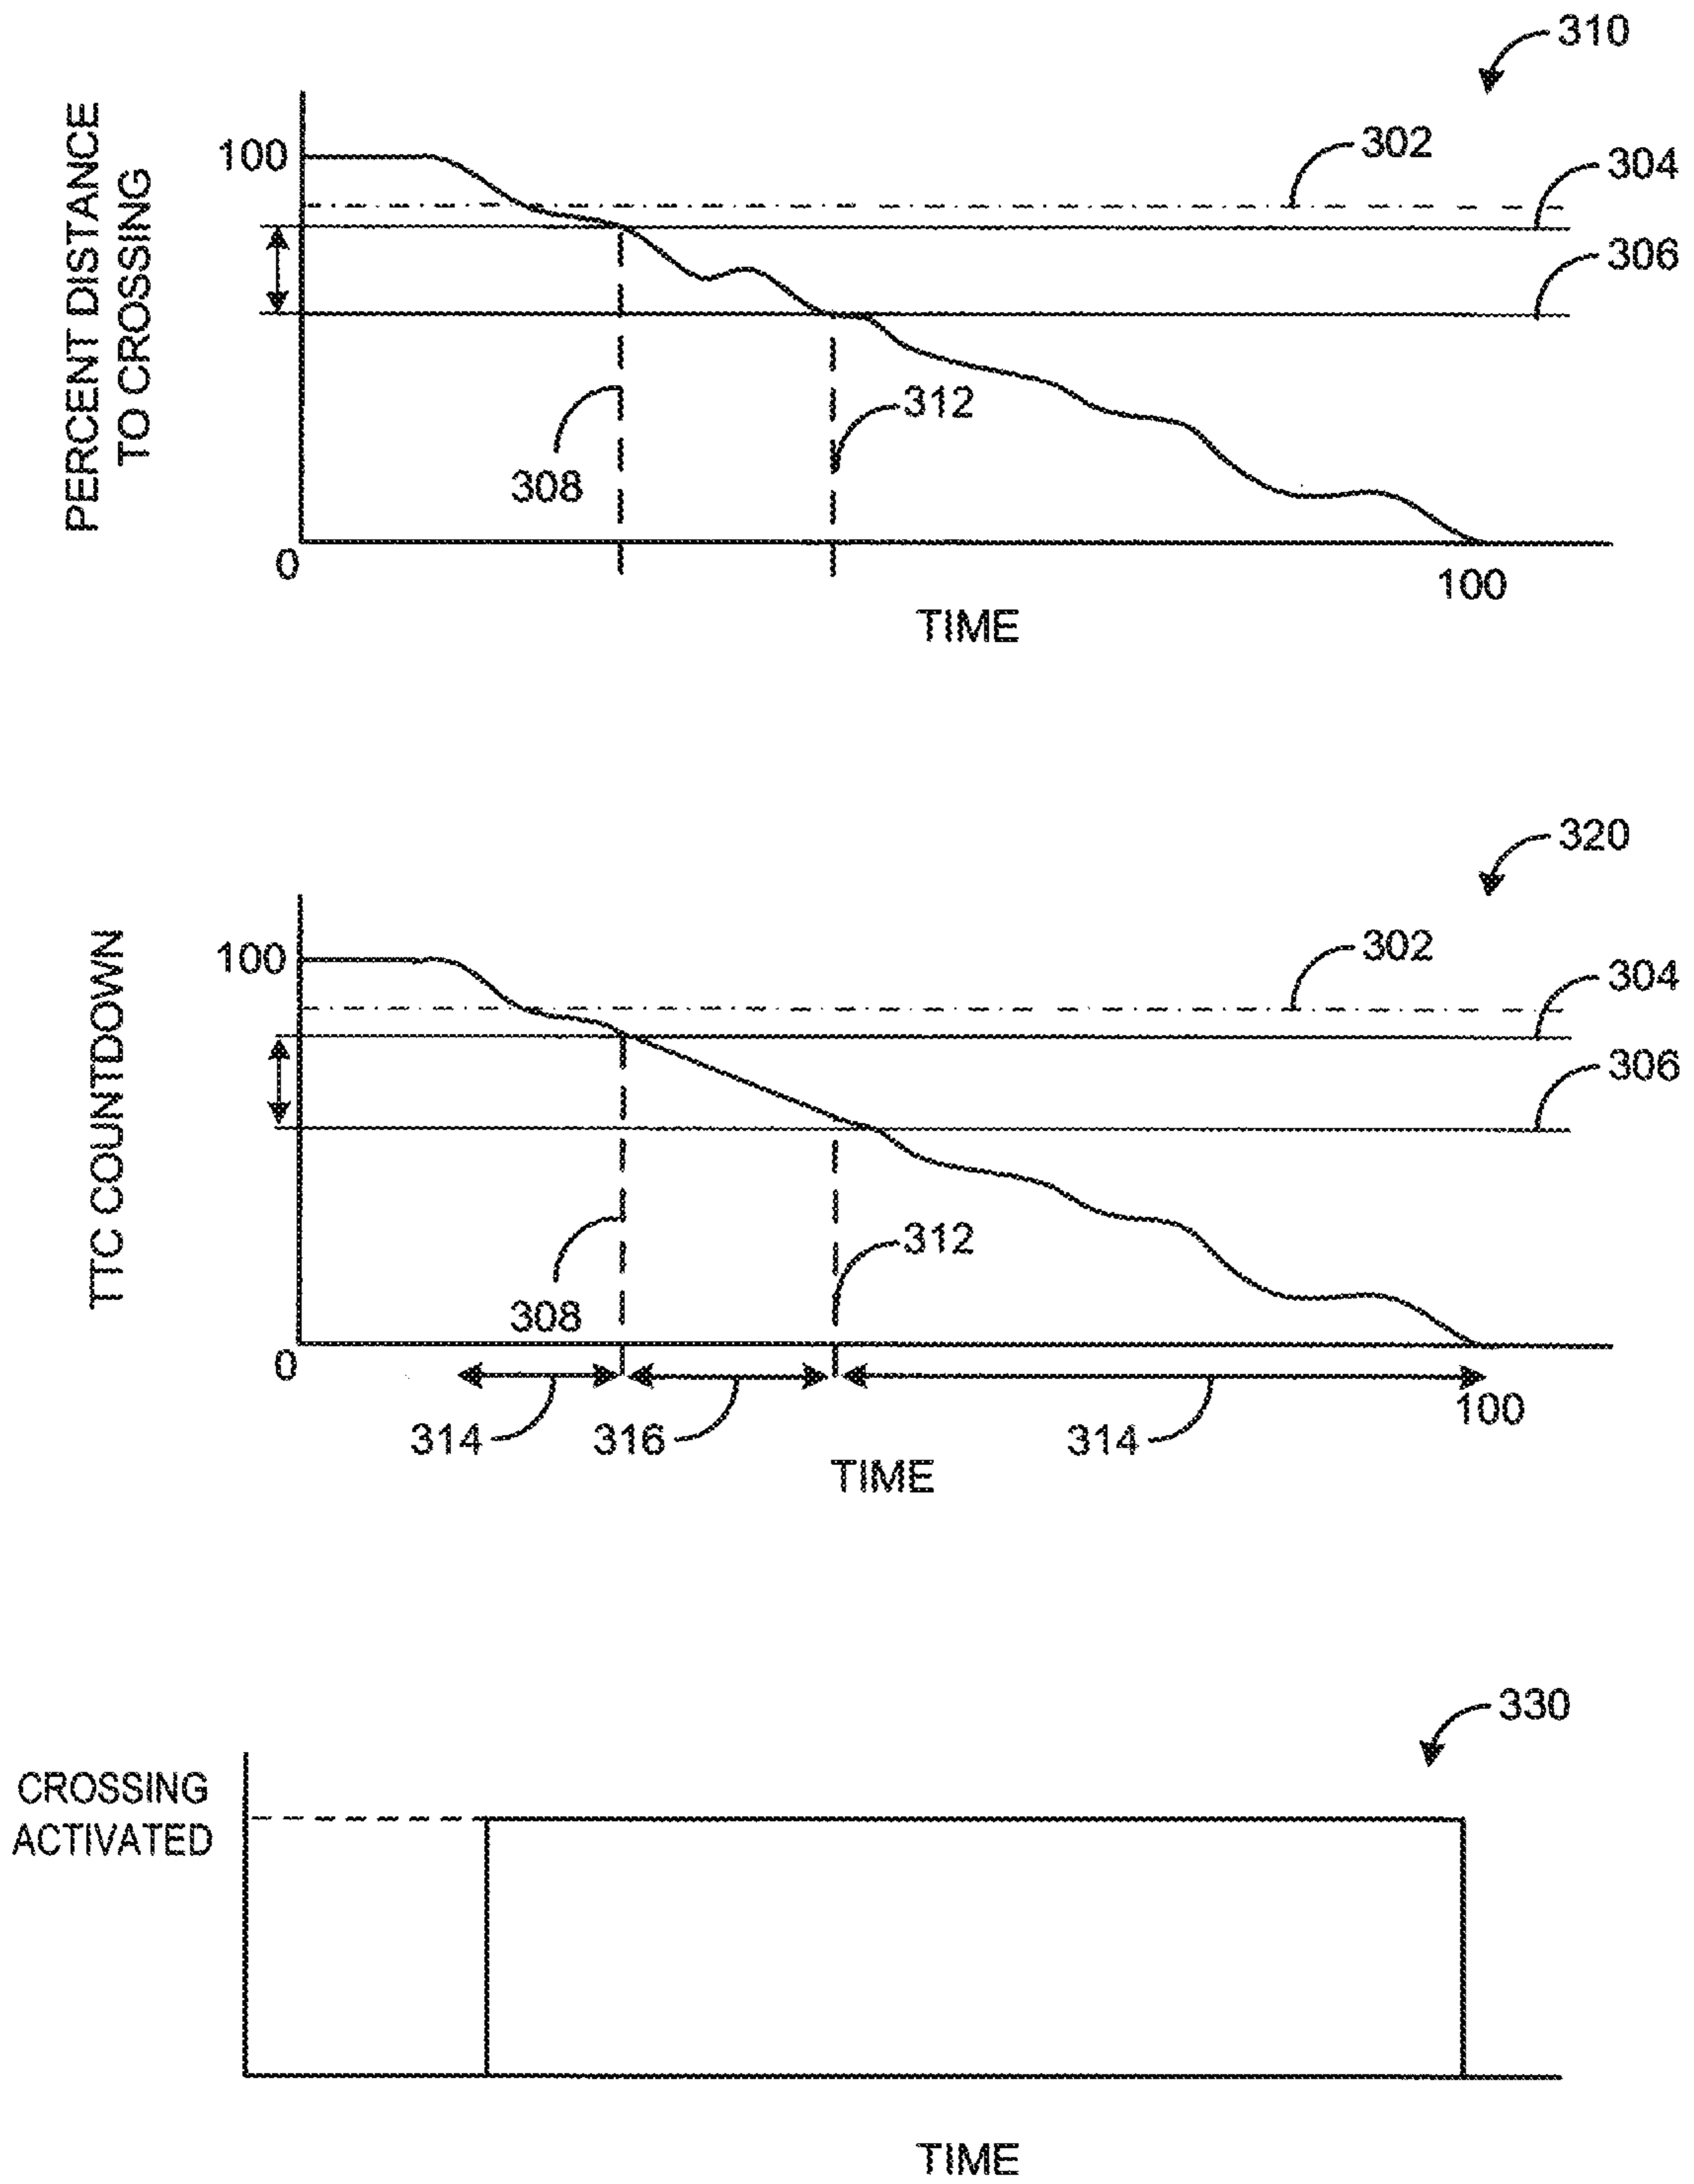 310
PERCENT DISTANCE
TO CROSSING
100
302
304
306
308
312
0
100
TIME
320
TTC COUNTDOWN
100
302
304
306
308
312
0
314
316
314
100
TIME
330
CROSSING
ACTIVATED
TIME